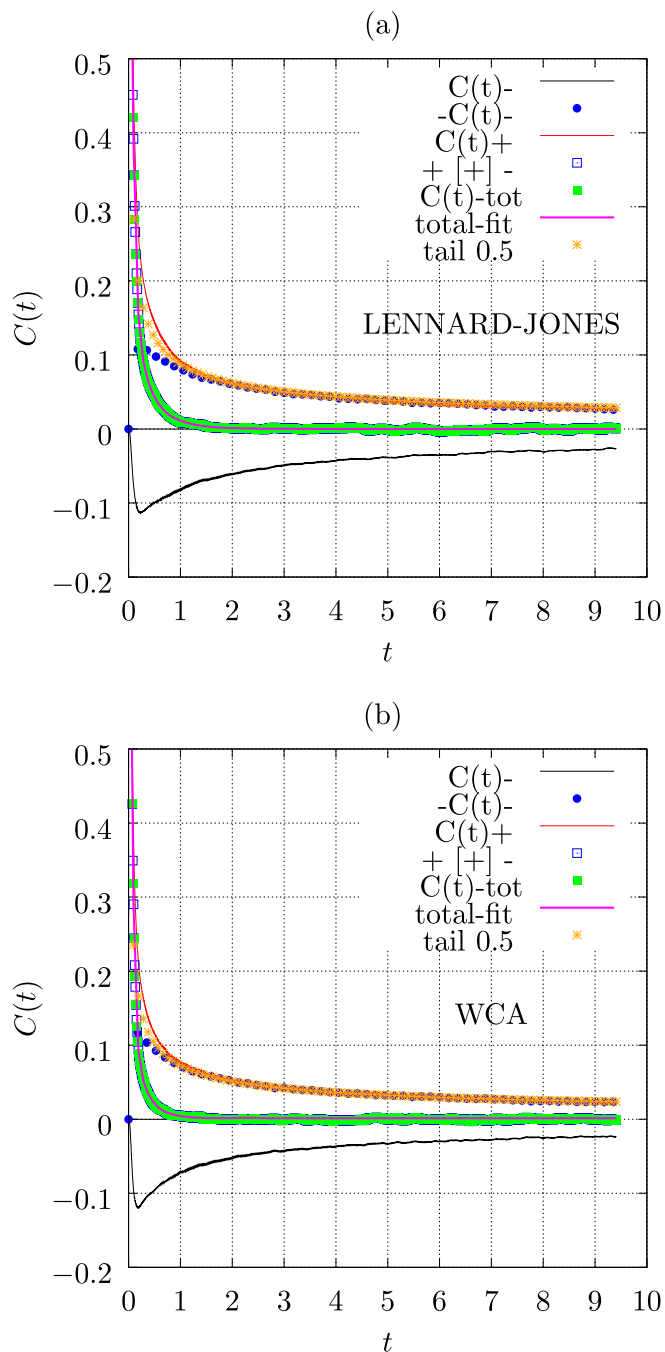 (a)
0.5
0.4
0.3
0.2
0.1
0
−0.1
−0.2
C(t)
C(t)-
-C(t)-
C(t)+
+ [+] -
C(t)-tot
total-fit
tail 0.5
LENNARD-JONES
0 1 2 3 4 5 6 7 8 9 10
t
(b)
0.5
0.4
0.3
0.2
0.1
0
−0.1
−0.2
C(t)
C(t)-
-C(t)-
C(t)+
+ [+] -
C(t)-tot
total-fit
tail 0.5
WCA
0 1 2 3 4 5 6 7 8 9 10
t